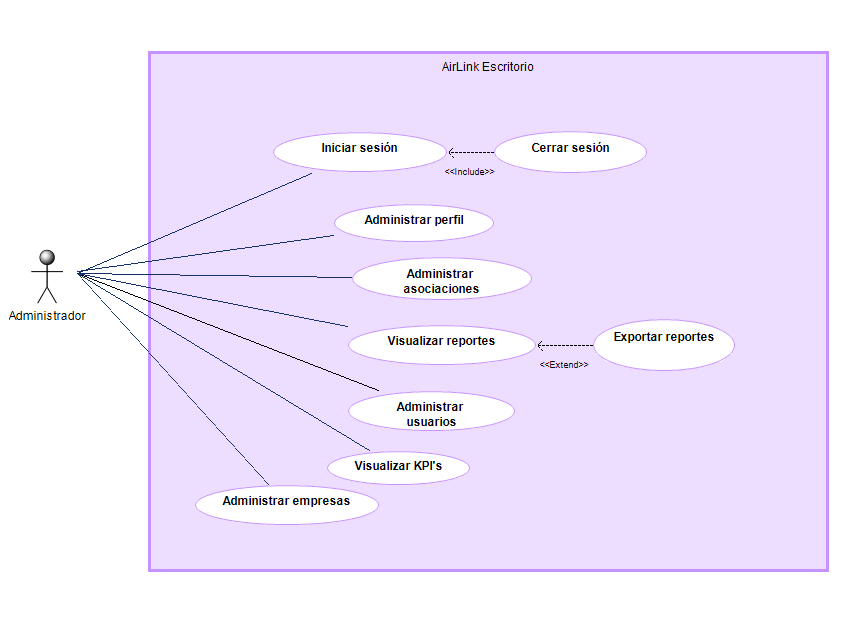 AirLink Escritorio
Iniciar sesión
Cerrar sesión
<<Include>>
Administrar perfil
Administrar
asociaciones
Administrador
Visualizar reportes
Exportar reportes
<<Extend>>
Administrar
usuarios
Visualizar KPI's
Administrar empresas